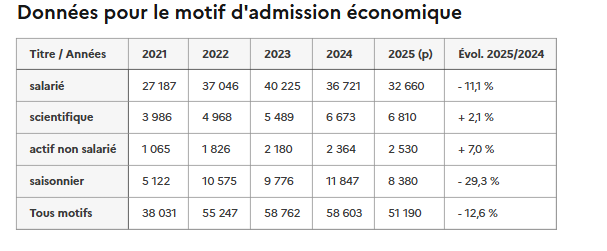 Données pour le motif d'admission économique
Titre / Années 2021 2022 2023 2024 2025 (p) Évol. 2025/2024
salarié 27 187 37 046 40 225 36 721 32 660 - 11,1 %
scientifique 3 986 4 968 5 489 6 673 6 810 + 2,1 %
actif non salarié 1 065 1 826 2 180 2 364 2 530 + 7,0 %
saisonnier 5 122 10 575 9 776 11 847 8 380 - 29,3 %
Tous motifs 38 031 55 247 58 762 58 603 51 190 - 12,6 %